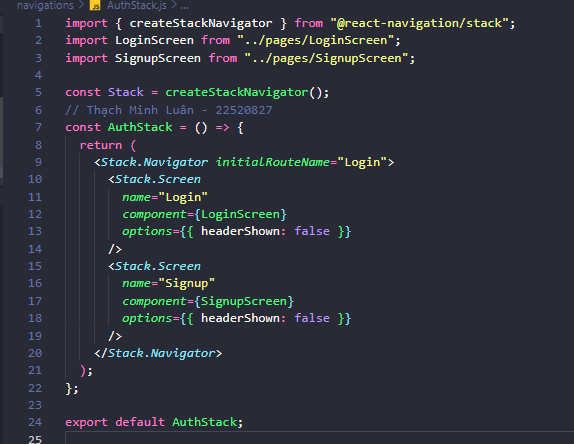 navigations > JS AuthStack.js > ...
1 import { createStackNavigator } from "@react-navigation/stack";
2 import LoginScreen from "../pages/LoginScreen";
3 import SignupScreen from "../pages/SignupScreen";
4
5 const Stack = createStackNavigator();
6 // Thạch Minh Luân - 22520827
7 const AuthStack = () => {
8 return (
9 <Stack.Navigator initialRouteName="Login">
10 <Stack.Screen
11 name="Login"
12 component={LoginScreen}
13 options={{ headerShown: false }}
14 />
15 <Stack.Screen
16 name="Signup"
17 component={SignupScreen}
18 options={{ headerShown: false }}
19 />
20 </Stack.Navigator>
21 );
22 };
23
24 export default AuthStack;
25